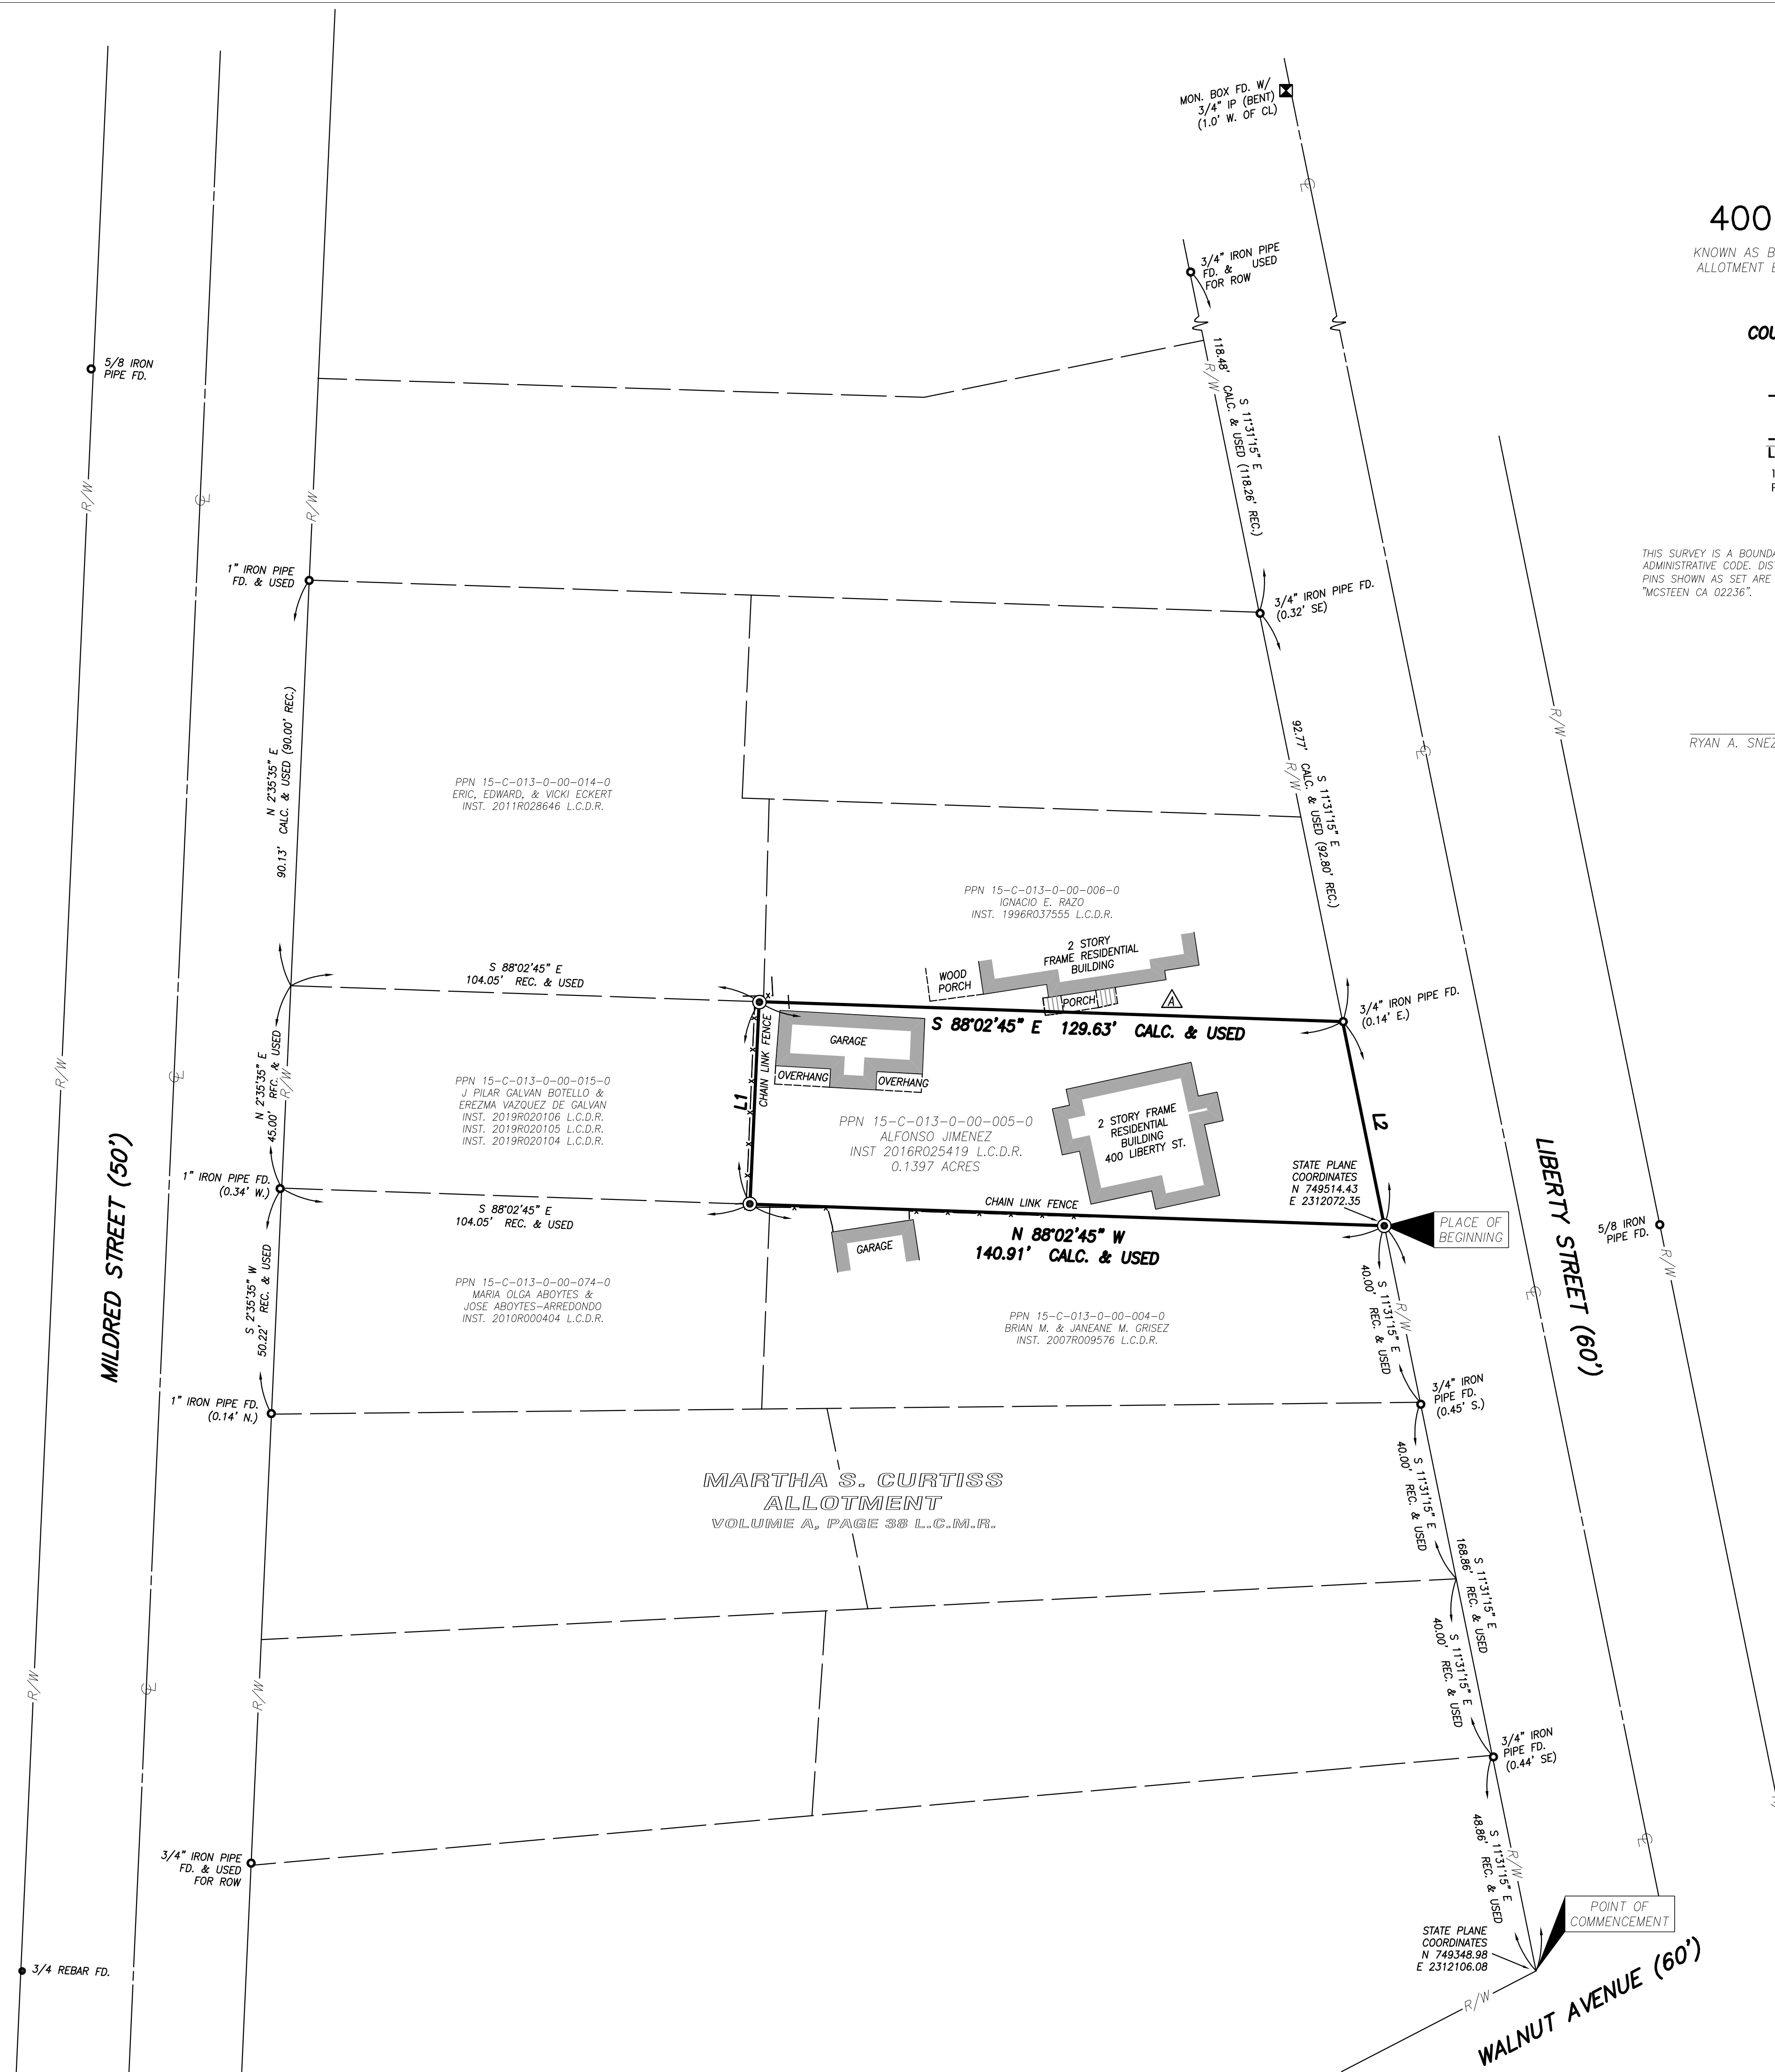 MON. BOX FD. W/
3/4" IP (BENT)
(1.0' W. OF CL)
CL
400
KNOWN AS B
ALLOTMENT
3/4" IRON PIPE
FD. & USED
FOR ROW
COU
5/8 IRON
PIPE FD.
118.48' CALC. & USED (118.26' REC.)
S 11°31'15" E
R/W
R/W
CL
R/W
1" IRON PIPE
FD. & USED
3/4" IRON PIPE FD.
(0.32' SE)
THIS SURVEY IS A BOUND
ADMINISTRATIVE CODE. DIS
PINS SHOWN AS SET ARE
"MCSTEEN CA 02236".
N 2°35'35" E
90.13' CALC. & USED (90.00' REC.)
S 11°31'15" E
92.77' CALC. & USED (92.80' REC.)
R/W
CL
R/W
RYAN A. SNEZ
PPN 15-C-013-0-00-014-0
ERIC, EDWARD, & VICKI ECKERT
INST. 2011R028646 L.C.D.R.
PPN 15-C-013-0-00-006-0
IGNACIO E. RAZO
INST. 1996R037555 L.C.D.R.
2 STORY
FRAME RESIDENTIAL
BUILDING
WOOD
PORCH
PORCH
A
S 88°02'45" E
104.05' REC. & USED
3/4" IRON PIPE FD.
(0.14' E.)
S 88°02'45" E 129.63' CALC. & USED
GARAGE
OVERHANG
OVERHANG
CHAIN LINK FENCE
L1
L2
R/W
CL
N 2°35'35" E
45.00' REC. & USED
R/W
PPN 15-C-013-0-00-015-0
J PILAR GALVAN BOTELLO &
EREZMA VAZQUEZ DE GALVAN
INST. 2019R020106 L.C.D.R.
INST. 2019R020105 L.C.D.R.
INST. 2019R020104 L.C.D.R.
PPN 15-C-013-0-00-005-0
ALFONSO JIMENEZ
INST 2016R025419 L.C.D.R.
0.1397 ACRES
2 STORY FRAME
RESIDENTIAL
BUILDING
400 LIBERTY ST.
STATE PLANE
COORDINATES
N 749514.43
E 2312072.35
1" IRON PIPE FD.
(0.34' W.)
S 88°02'45" E
104.05' REC. & USED
CHAIN LINK FENCE
N 88°02'45" W
140.91' CALC. & USED
GARAGE
PLACE OF
BEGINNING
MILDRED STREET (50')
LIBERTY STREET (60')
5/8 IRON
PIPE FD.
R/W
S 2°35'35" W
50.22' REC. & USED
PPN 15-C-013-0-00-074-0
MARIA OLGA ABOYTES &
JOSE ABOYTES-ARREDONDO
INST. 2010R000404 L.C.D.R.
PPN 15-C-013-0-00-004-0
BRIAN M. & JANEANE M. GRISEZ
INST. 2007R009576 L.C.D.R.
S 11°31'15" E
40.00' REC. & USED
R/W
CL
1" IRON PIPE FD.
(0.14' N.)
3/4" IRON
PIPE FD.
(0.45' S.)
MARTHA S. CURTISS
ALLOTMENT
VOLUME A, PAGE 38 L.C.M.R.
S 11°31'15" E
40.00' REC. & USED
S 11°31'15" E
168.86' REC. & USED
S 11°31'15" E
40.00' REC. & USED
R/W
CL
R/W
3/4" IRON
PIPE FD.
(0.44' SE)
3/4" IRON PIPE
FD. & USED
FOR ROW
S 11°31'15" E
48.86' REC. & USED
R/W
CL
POINT OF
COMMENCEMENT
STATE PLANE
COORDINATES
N 749348.98
E 2312106.08
3/4 REBAR FD.
R/W
WALNUT AVENUE (60')